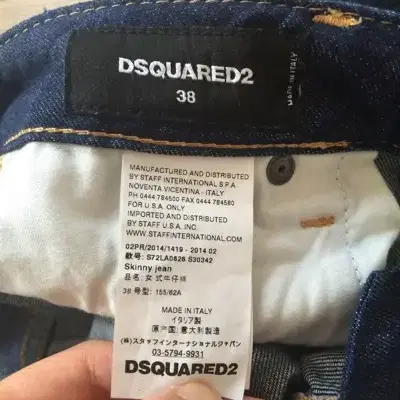 DSQUARED2
38
MADE IN ITALY
MANUFACTURED AND DISTRIBUTED
BY STAFF INTERNATIONAL S.P.A
NOVENTA VICENTINA - ITALY
PH 0444 784500 FAX 0444 784580
FOR U.S.A. ONLY
IMPORTED AND DISTRIBUTED
BY STAFF U.S.A. INC.
WWW.STAFFINTERNATIONAL.COM
02PR/2014/1419 - 2014 02
款号: S72LA0828 S30342
Skinny jean
品名: 女式牛仔裤
38 号型: 155/62A
MADE IN ITALY
イタリア製
原产国: 意大利制造
(株)スタッフインターナショナルジャパン
03-5794-9931
DSQUARED2